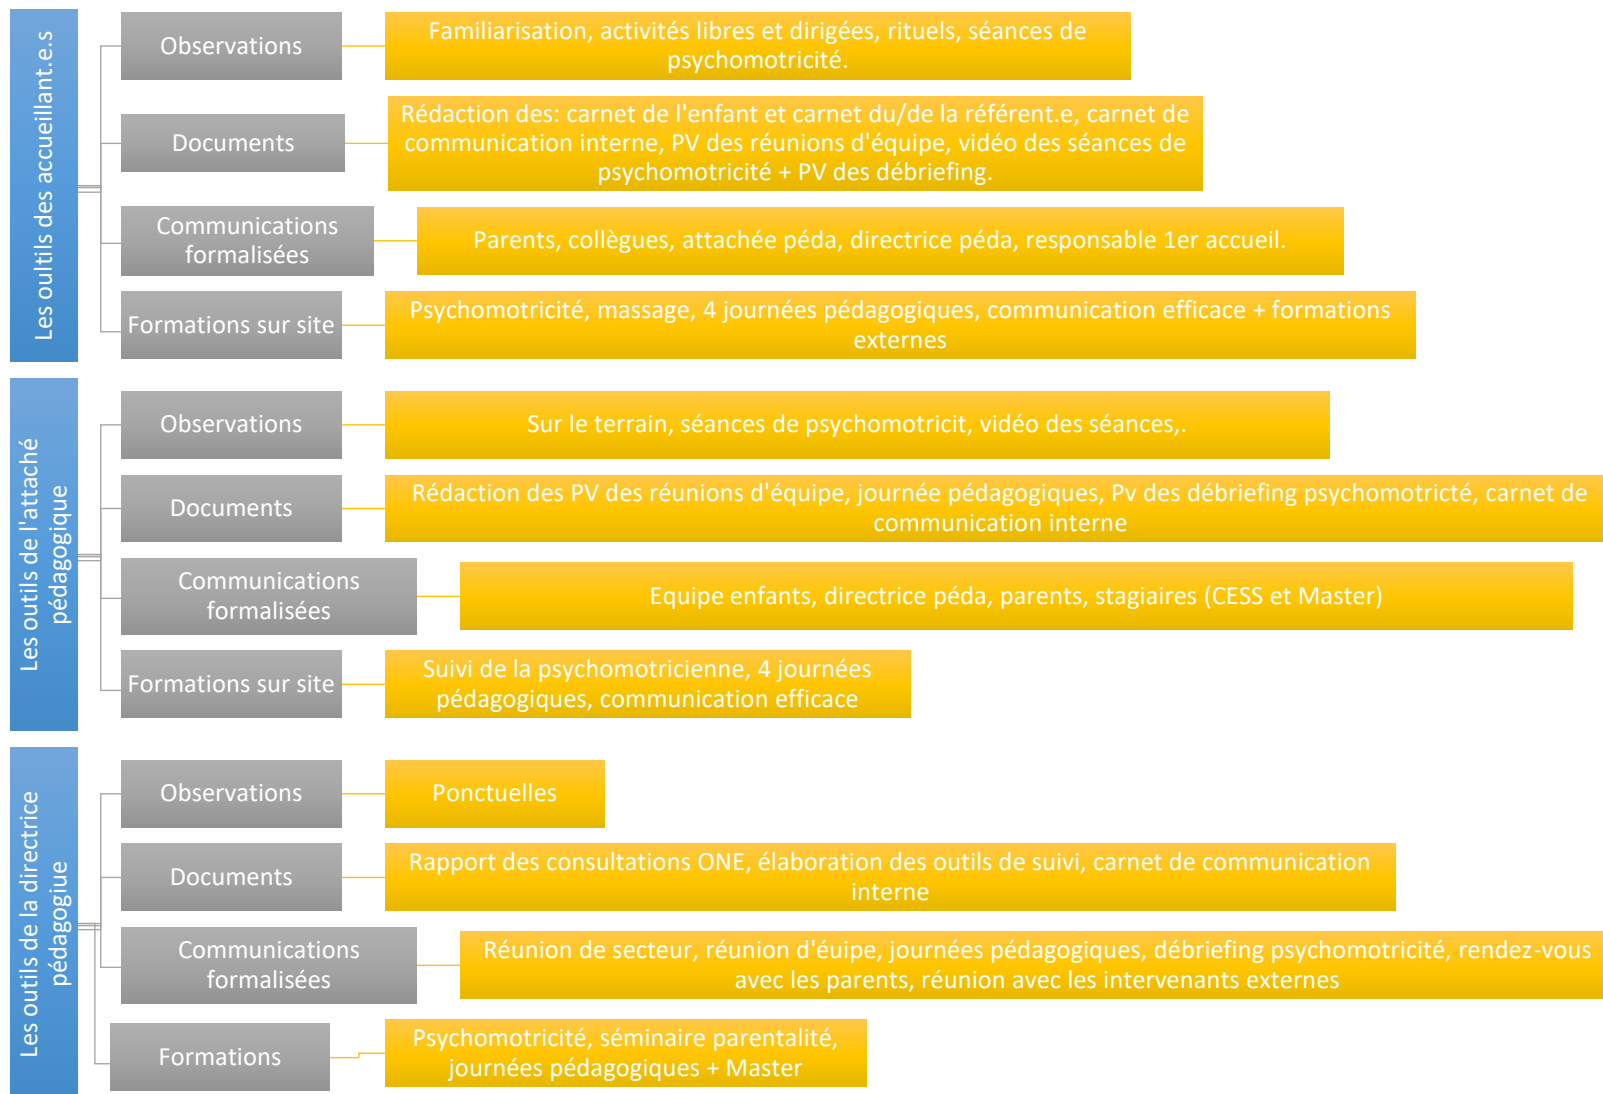 Les oultils des accueillant.e.s
Observations
Familiarisation, activités libres et dirigées, rituels, séances de
psychomotricité.
Documents
Rédaction des: carnet de l'enfant et carnet du/de la référent.e, carnet de
communication interne, PV des réunions d'équipe, vidéo des séances de
psychomotricité + PV des débriefing.
Communications
formalisées
Parents, collègues, attachée péda, directrice péda, responsable 1er accueil.
Formations sur site
Psychomotricité, massage, 4 journées pédagogiques, communication efficace + formations
externes
Les outils de l'attaché
pédagogique
Observations
Sur le terrain, séances de psychomotricit, vidéo des séances,.
Documents
Rédaction des PV des réunions d'équipe, journée pédagogiques, Pv des débriefing psychomotricté, carnet de
communication interne
Communications
formalisées
Equipe enfants, directrice péda, parents, stagiaires (CESS et Master)
Formations sur site
Suivi de la psychomotricienne, 4 journées
pédagogiques, communication efficace
Les outils de la directrice
pédagogiue
Observations
Ponctuelles
Documents
Rapport des consultations ONE, élaboration des outils de suivi, carnet de communication
interne
Communications
formalisées
Réunion de secteur, réunion d'éuipe, journées pédagogiques, débriefing psychomotricité, rendez-vous
avec les parents, réunion avec les intervenants externes
Formations
Psychomotricité, séminaire parentalité,
journées pédagogiques + Master